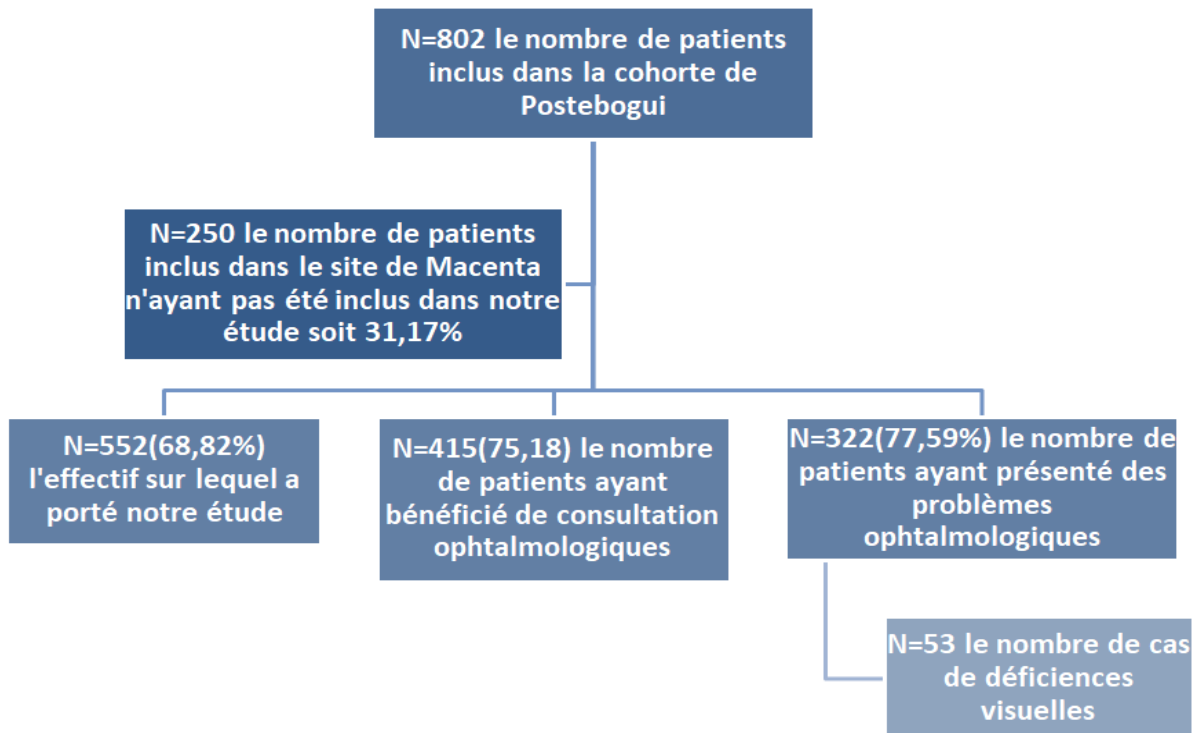 N=802 le nombre de patients
inclus dans la cohorte de
Postebogui
N=250 le nombre de patients
inclus dans le site de Macenta
n'ayant pas été inclus dans notre
étude soit 31,17%
N=552(68,82%)
l'effectif sur lequel a
porté notre étude
N=415(75,18) le nombre
de patients ayant
bénéficié de consultation
ophtalmologiques
N=322(77,59%) le nombre de
patients ayant présenté des
problèmes
ophtalmologiques
N=53 le nombre de cas
de déficiences
visuelles